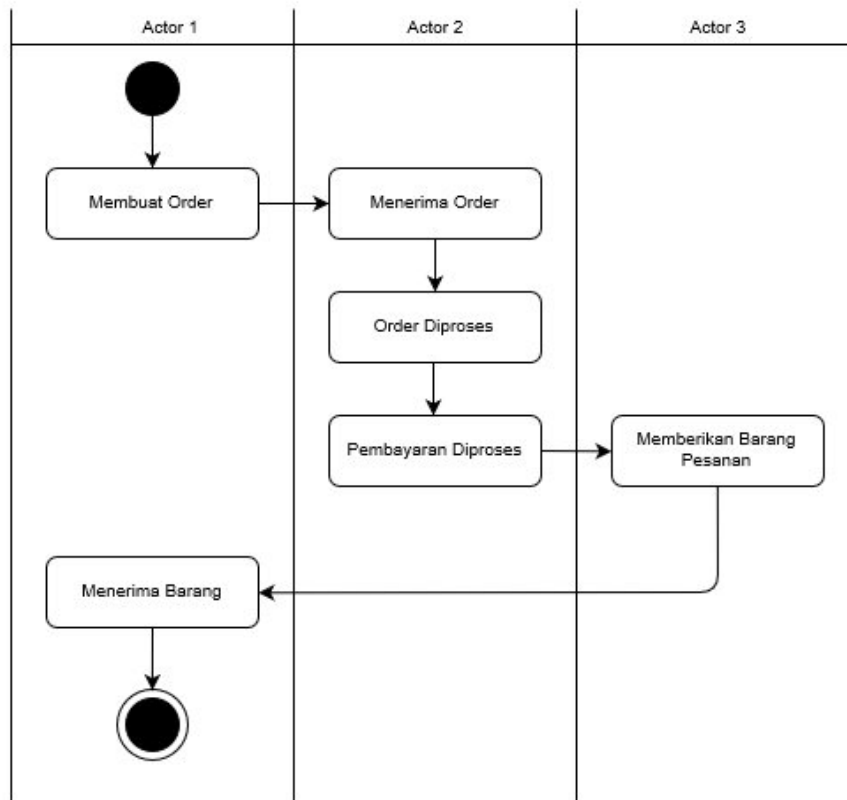 Actor 1
Actor 2
Actor 3
Membuat Order
Menerima Order
Order Diproses
Pembayaran Diproses
Memberikan Barang
Pesanan
Menerima Barang